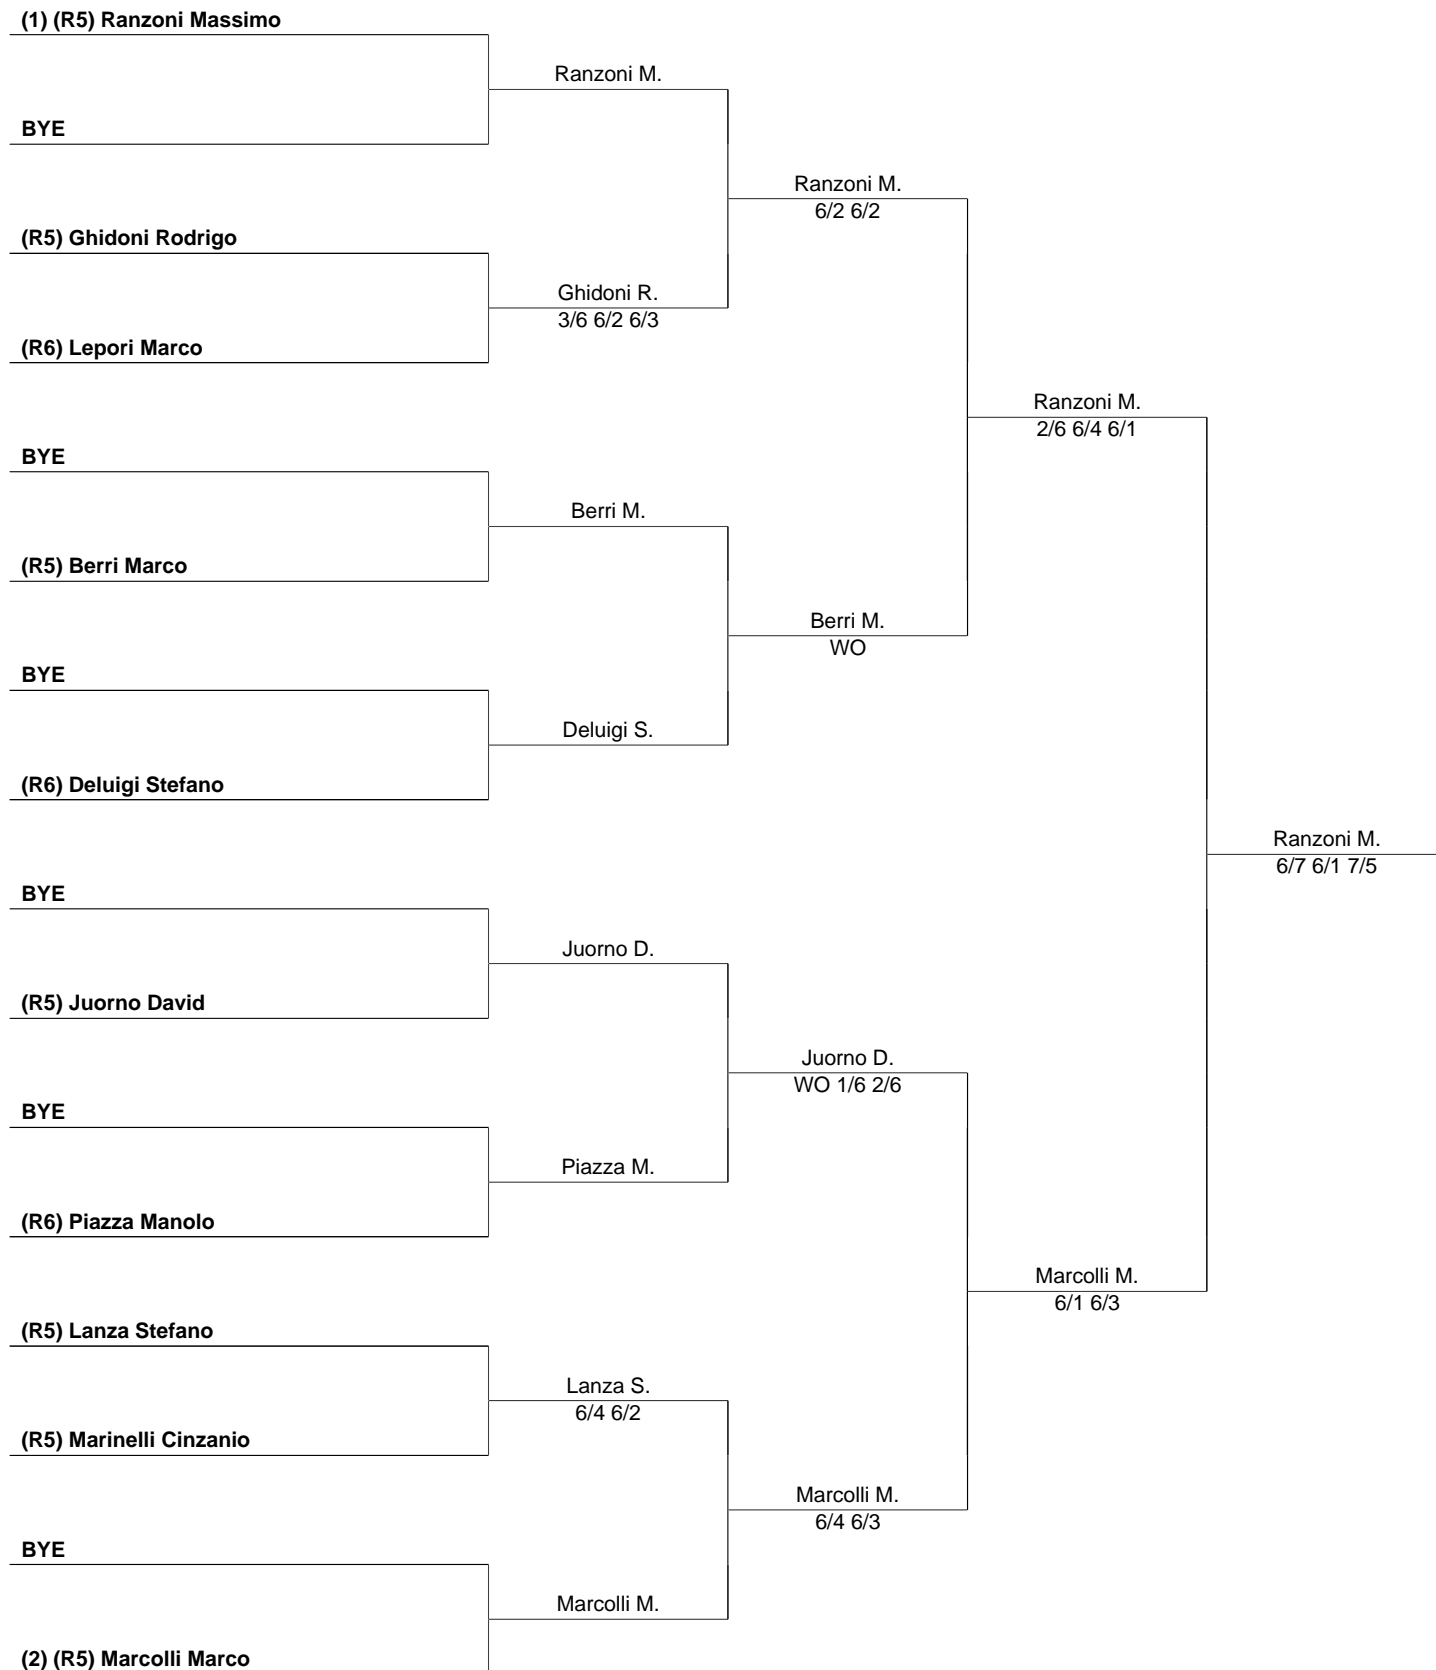 (1) (R5) Ranzoni Massimo
Ranzoni M.
BYE
Ranzoni M.
6/2 6/2
(R5) Ghidoni Rodrigo
Ghidoni R.
3/6 6/2 6/3
(R6) Lepori Marco
Ranzoni M.
2/6 6/4 6/1
BYE
Berri M.
(R5) Berri Marco
Berri M.
WO
BYE
Deluigi S.
(R6) Deluigi Stefano
Ranzoni M.
6/7 6/1 7/5
BYE
Juorno D.
(R5) Juorno David
Juorno D.
WO 1/6 2/6
BYE
Piazza M.
(R6) Piazza Manolo
Marcolli M.
6/1 6/3
(R5) Lanza Stefano
Lanza S.
6/4 6/2
(R5) Marinelli Cinzanio
Marcolli M.
6/4 6/3
BYE
Marcolli M.
(2) (R5) Marcolli Marco